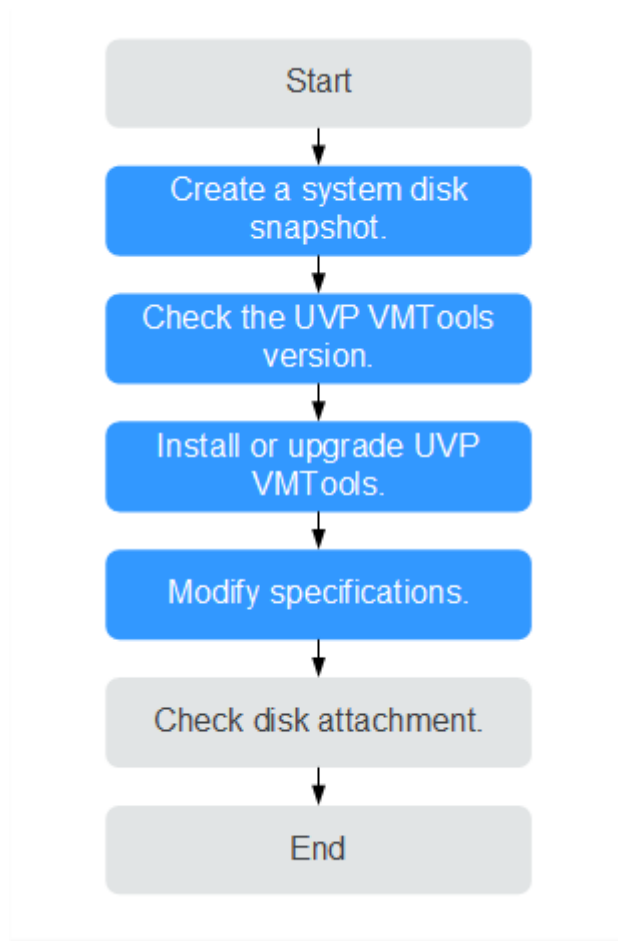 Start
Create a system disk
snapshot.
Check the UVP VMTools
version.
Install or upgrade UVP
VMTools.
Modify specifications.
Check disk attachment.
End